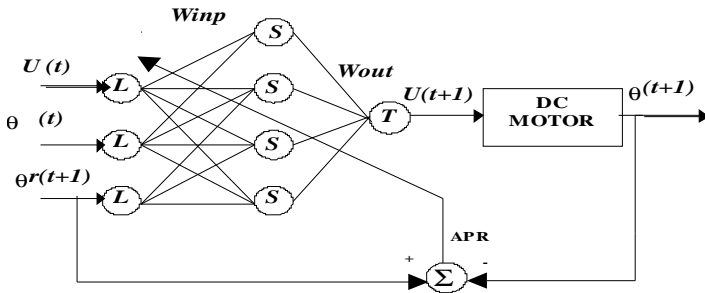 Winp
S
U(t)
Wout
L
S
U(t+1)
DC
MOTOR
θ(t+1)
T
θ (t)
L
S
θr(t+1)
L
S
APR
+
-
Σ